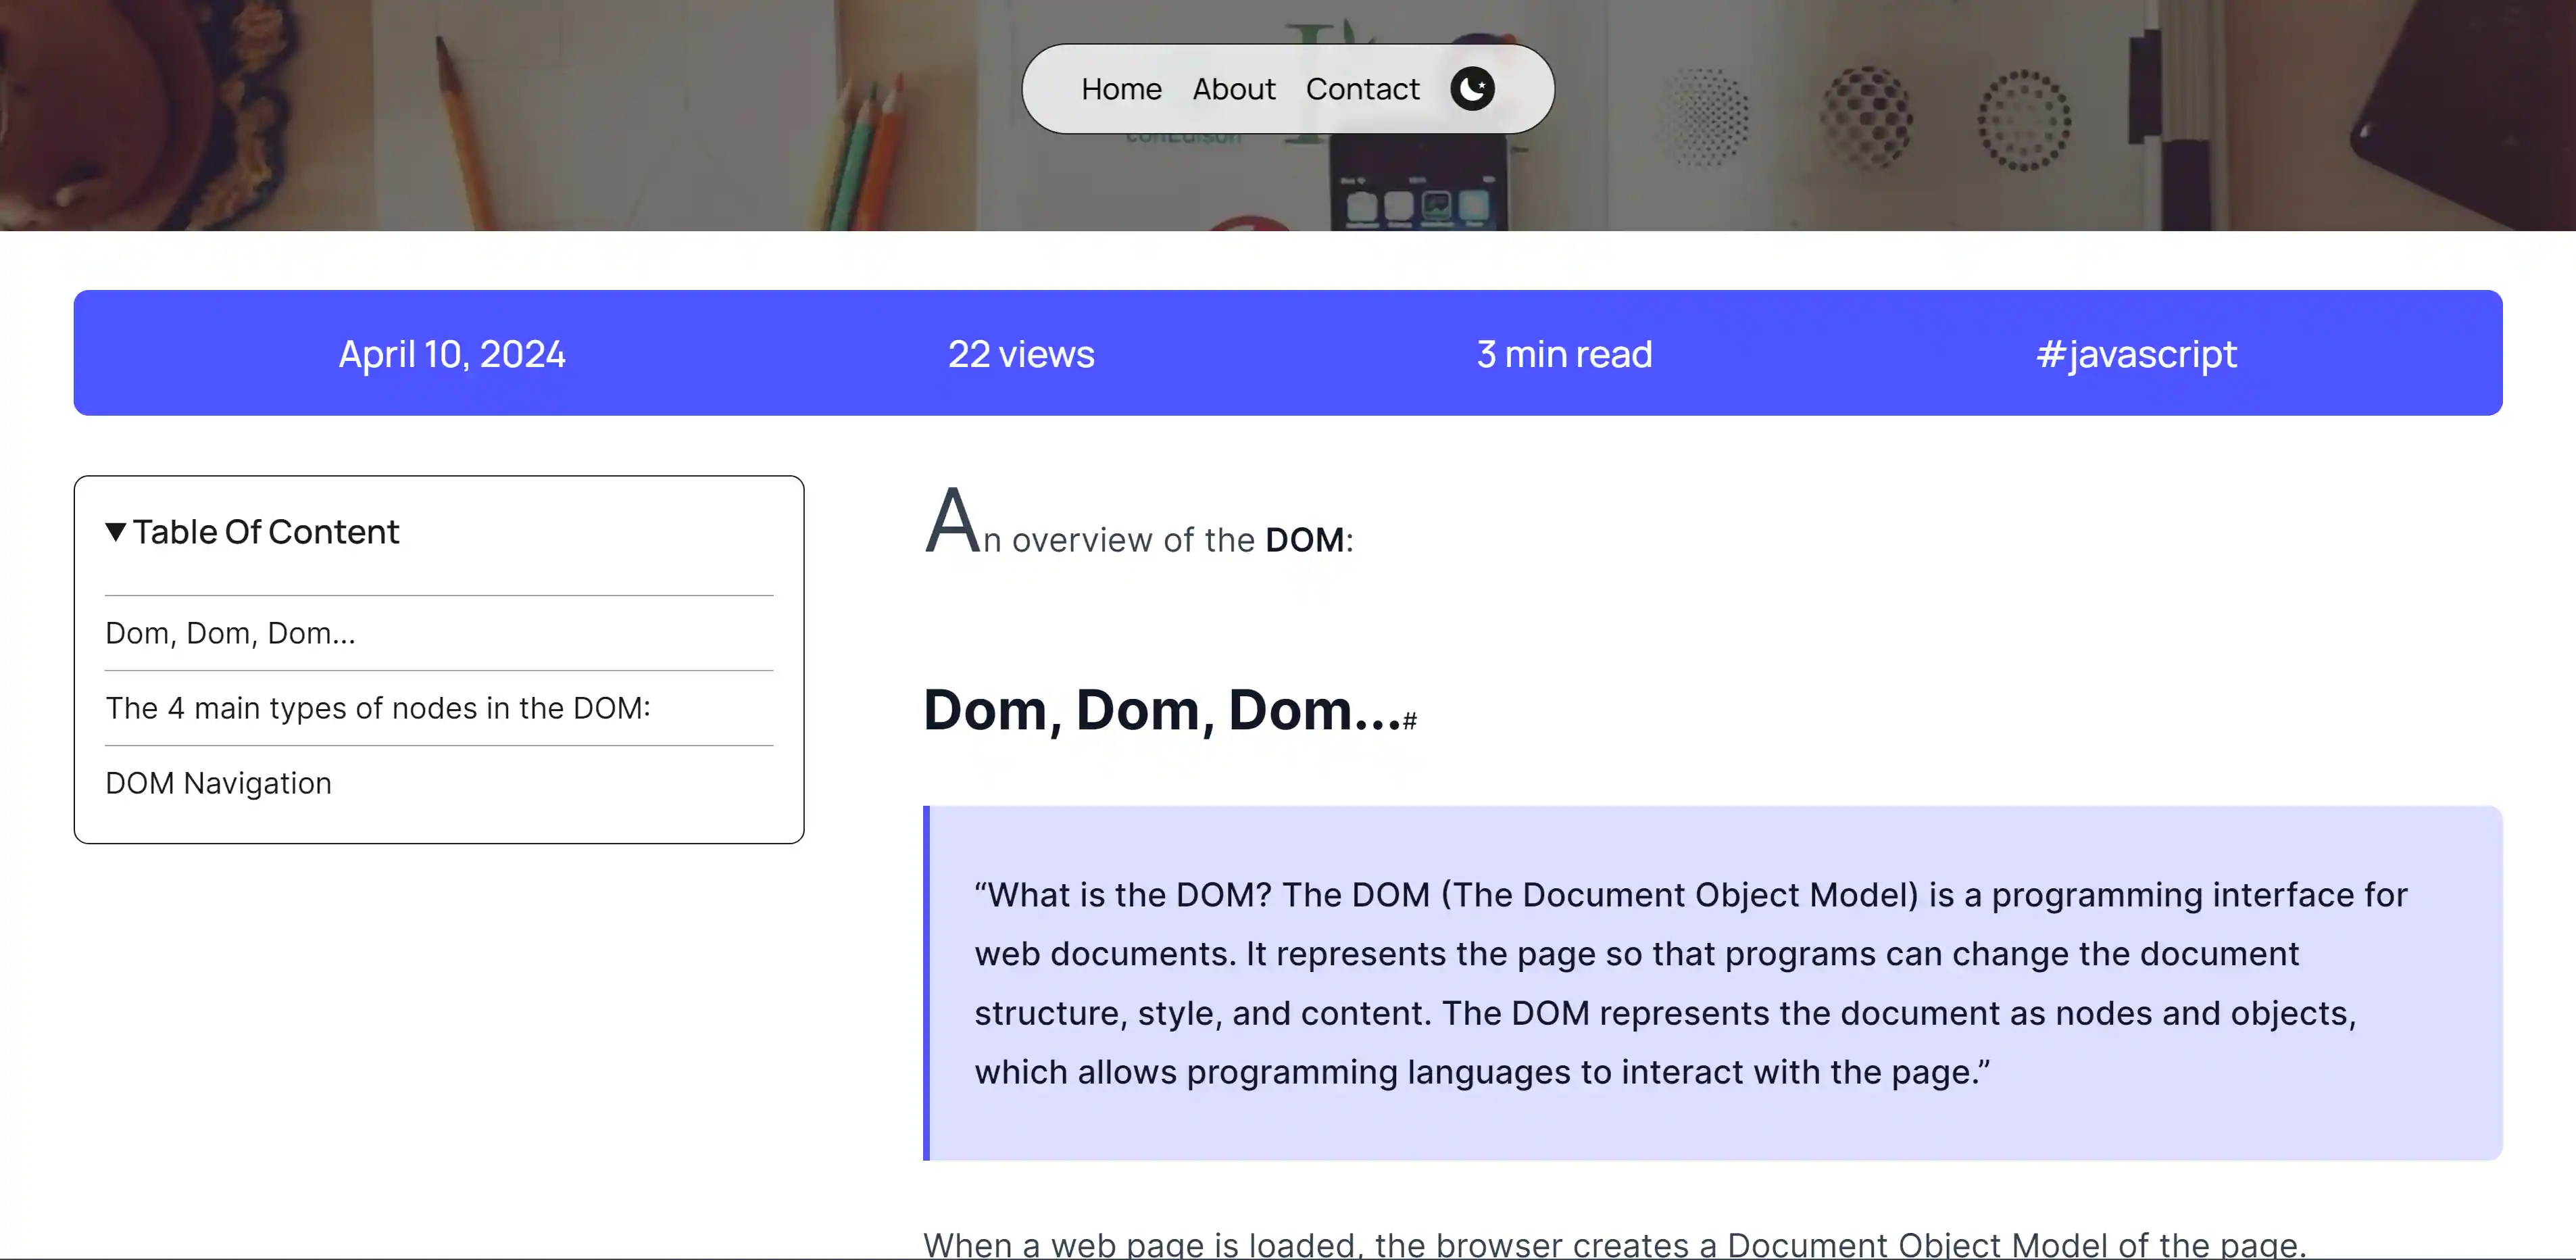 Home About Contact
conEdison
April 10, 2024 22 views 3 min read #javascript
▼ Table Of Content
Dom, Dom, Dom...
The 4 main types of nodes in the DOM:
DOM Navigation
An overview of the DOM:
Dom, Dom, Dom...#
“What is the DOM? The DOM (The Document Object Model) is a programming interface for
web documents. It represents the page so that programs can change the document
structure, style, and content. The DOM represents the document as nodes and objects,
which allows programming languages to interact with the page.”
When a web page is loaded, the browser creates a Document Object Model of the page.